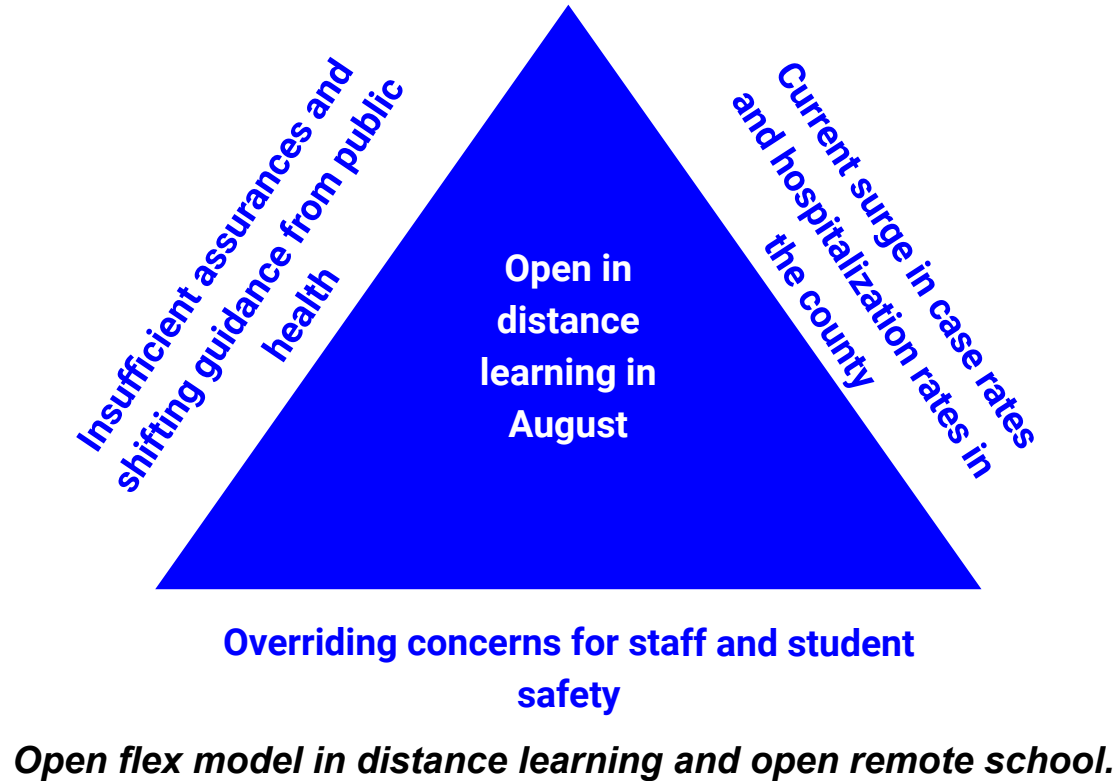 Insufficient assurances and
shifting guidance from public
health
Current surge in case rates
and hospitalization rates in
the county
Open in
distance
learning in
August
Overriding concerns for staff and student
safety
Open flex model in distance learning and open remote school.